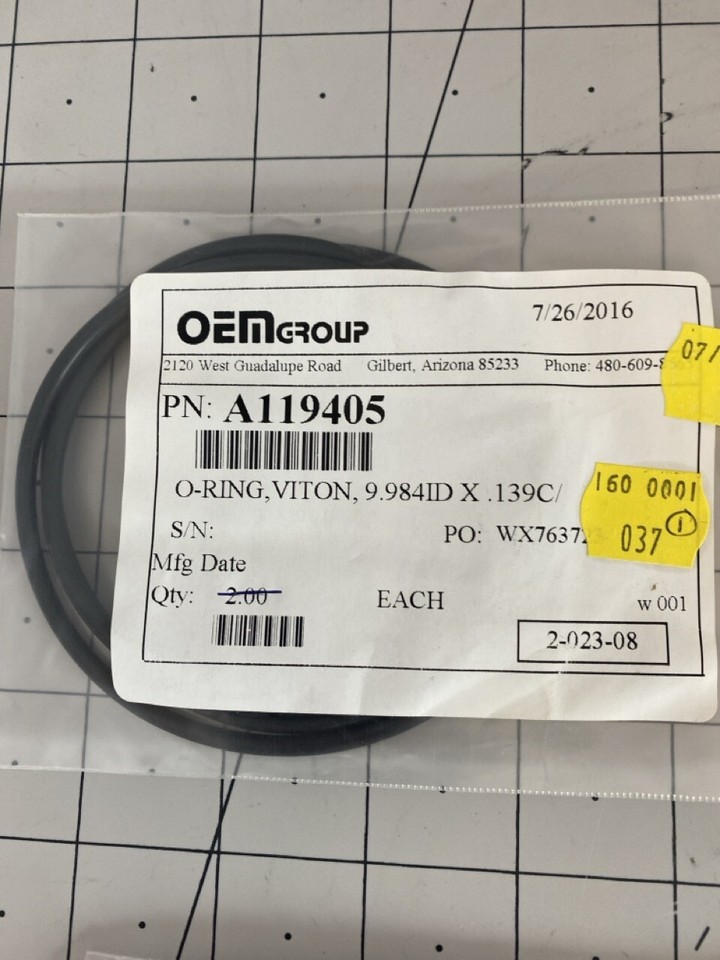 OEMGROUP
7/26/2016
2120 West Guadalupe Road Gilbert, Arizona 85233 Phone: 480-609-
07/
PN: A119405
O-RING,VITON, 9.984ID X .139C/
160 0001
037 1
S/N: PO: WX7637
Mfg Date
Qty: 2.00 EACH w 001
2-023-08